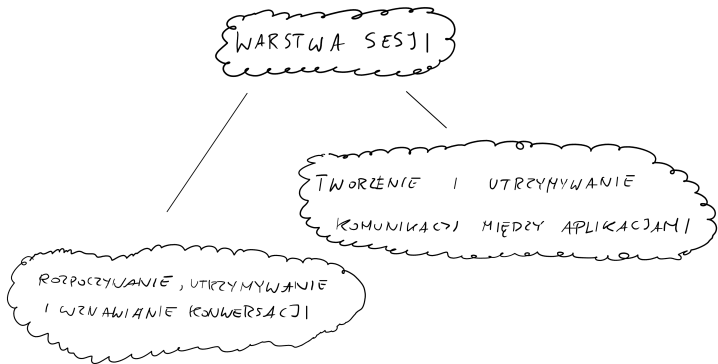 WARSTWA SESJI
TWORZENIE I UTRZYMYWANIE
KOMUNIKACJI MIĘDZY APLIKACJAMI
ROZPOCZYNANIE, UTRZYMYWANIE
I WZNAWIANIE KONWERSACJI